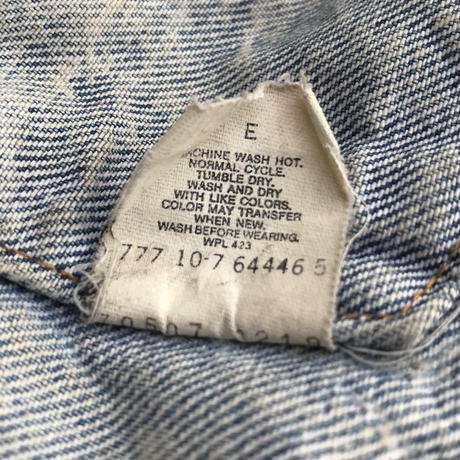 E
ACHINE WASH HOT.
NORMAL CYCLE.
TUMBLE DRY.
WASH AND DRY
WITH LIKE COLORS.
COLOR MAY TRANSFER
WHEN NEW.
WASH BEFORE WEARING.
WPL 423
777 10-7 64446 5